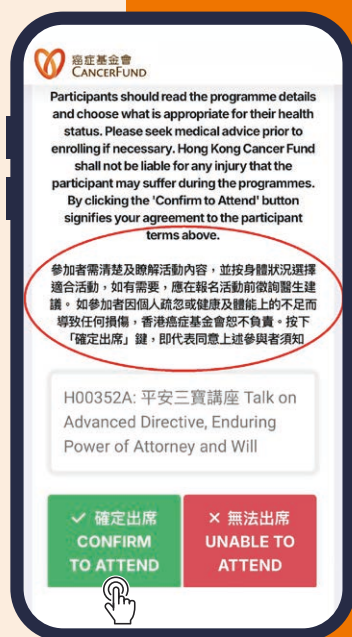 癌症基金會
CANCERFUND
Participants should read the programme details
and choose what is appropriate for their health
status. Please seek medical advice prior to
enrolling if necessary. Hong Kong Cancer Fund
shall not be liable for any injury that the
participant may suffer during the programmes.
By clicking the 'Confirm to Attend' button
signifies your agreement to the participant
terms above.
參加者需清楚及瞭解活動內容，並按身體狀況選擇
適合活動，如有需要，應在報名活動前徵詢醫生建
議。如參加者因個人疏忽或健康及體能上的不足而
導致任何損傷，香港癌症基金會恕不負責。按下
「確定出席」鍵，即代表同意上述參與者須知
H00352A: 平安三寶講座 Talk on
Advanced Directive, Enduring
Power of Attorney and Will
✓ 確定出席
CONFIRM
TO ATTEND
× 無法出席
UNABLE TO
ATTEND